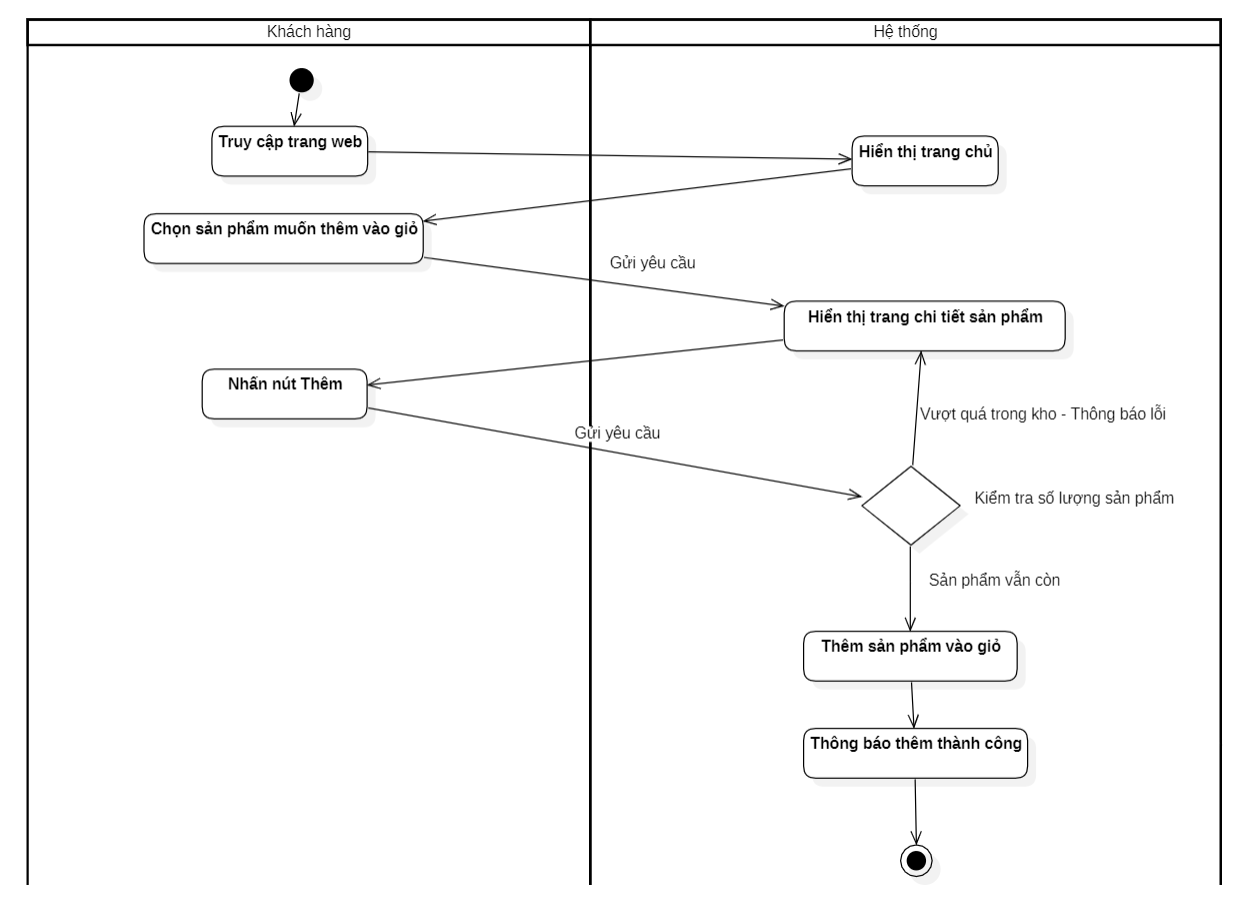 Khách hàng
Hệ thống
Truy cập trang web
Hiển thị trang chủ
Chọn sản phẩm muốn thêm vào giỏ
Gửi yêu cầu
Hiển thị trang chi tiết sản phẩm
Nhấn nút Thêm
Vượt quá trong kho - Thông báo lỗi
Gửi yêu cầu
Kiểm tra số lượng sản phẩm
Sản phẩm vẫn còn
Thêm sản phẩm vào giỏ
Thông báo thêm thành công